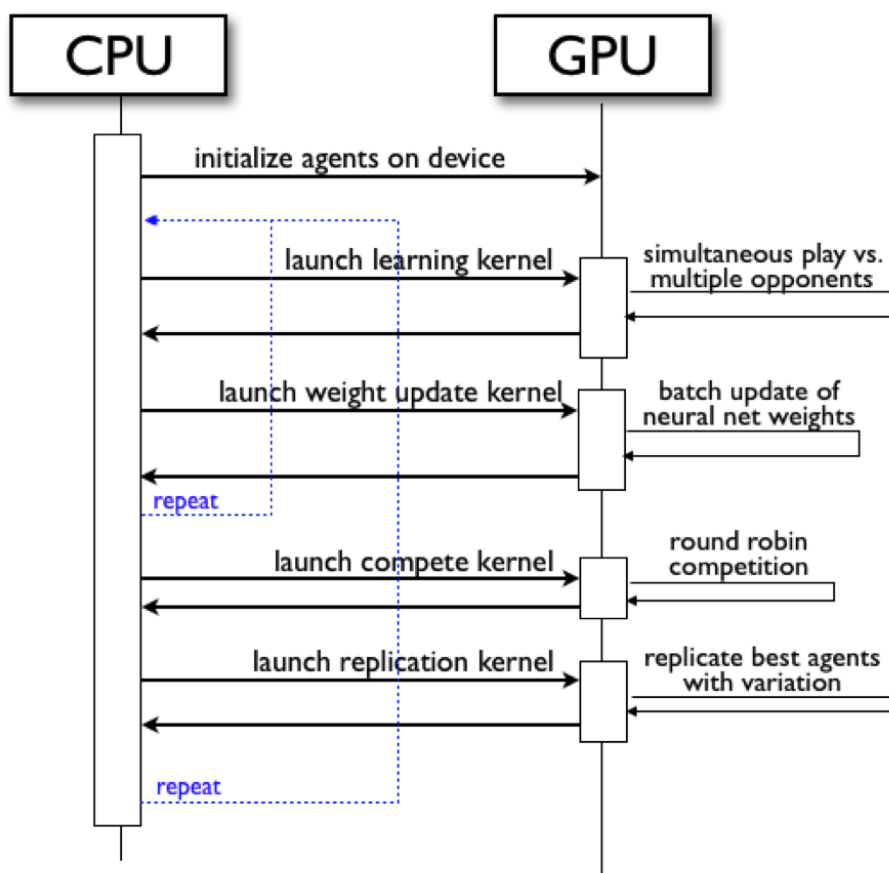 CPU
GPU
initialize agents on device
launch learning kernel
simultaneous play vs.
multiple opponents
launch weight update kernel
batch update of
neural net weights
repeat
launch compete kernel
round robin
competition
launch replication kernel
replicate best agents
with variation
repeat